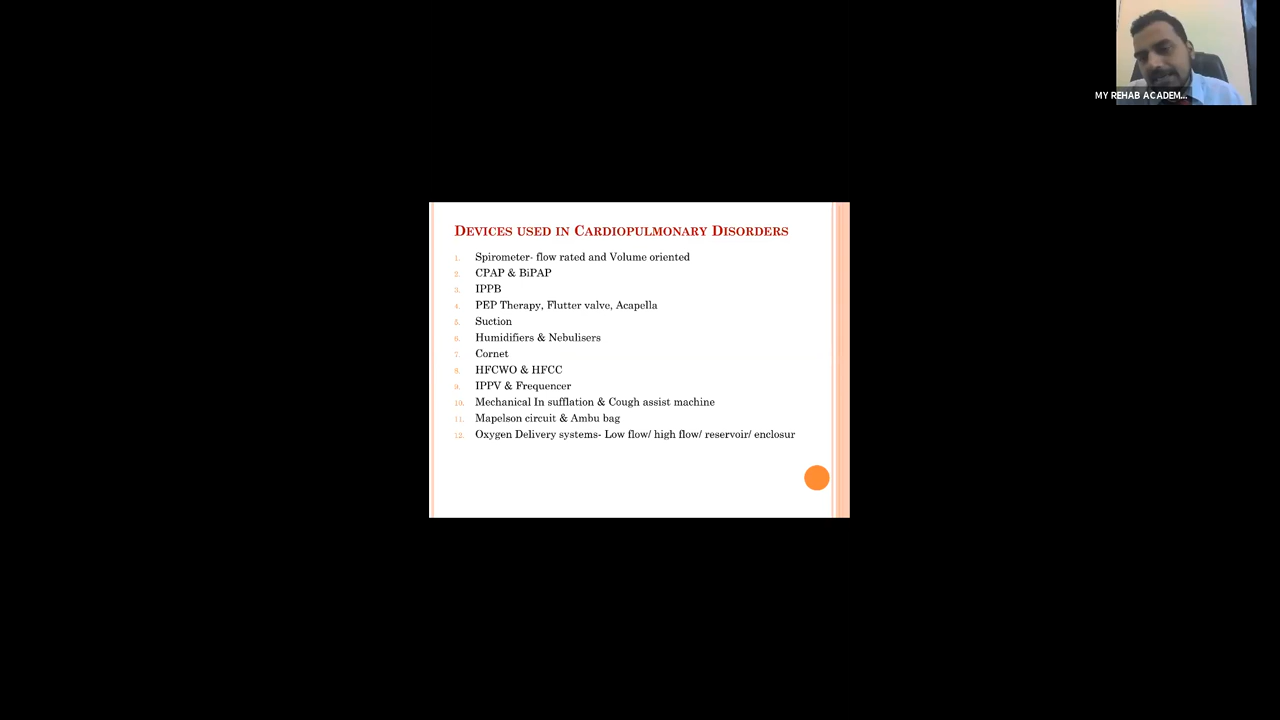 MY REHAB ACADEM...
DEVICES USED IN CARDIOPULMONARY DISORDERS
1. Spirometer- flow rated and Volume oriented
2. CPAP & BiPAP
3. IPPB
4. PEP Therapy, Flutter valve, Acapella
5. Suction
6. Humidifiers & Nebulisers
7. Cornet
8. HFCWO & HFCC
9. IPPV & Frequencer
10. Mechanical In sufflation & Cough assist machine
11. Mapelson circuit & Ambu bag
12. Oxygen Delivery systems- Low flow/ high flow/ reservoir/ enclosur